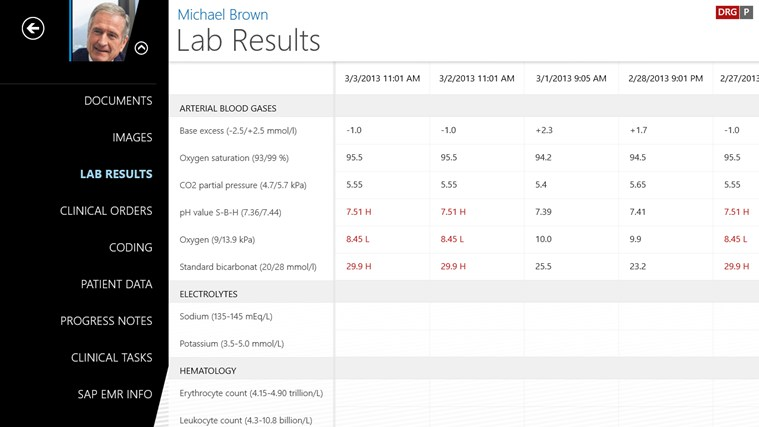 Michael Brown
DRG P
Lab Results
DOCUMENTS
IMAGES
LAB RESULTS
CLINICAL ORDERS
CODING
PATIENT DATA
PROGRESS NOTES
CLINICAL TASKS
SAP EMR INFO
3/3/2013 11:01 AM 3/2/2013 11:01 AM 3/1/2013 9:05 AM 2/28/2013 9:01 PM 2/27/2013
ARTERIAL BLOOD GASES
Base excess (-2.5/+2.5 mmol/l) -1.0 -1.0 +2.3 +1.7 -1.0
Oxygen saturation (93/99 %) 95.5 95.5 94.2 94.5 95.5
CO2 partial pressure (4.7/5.7 kPa) 5.55 5.55 5.4 5.65 5.55
pH value S-B-H (7.36/7.44) 7.51 H 7.51 H 7.39 7.41 7.51 H
Oxygen (9/13.9 kPa) 8.45 L 8.45 L 10.0 9.9 8.45 L
Standard bicarbonat (20/28 mmol/l) 29.9 H 29.9 H 25.5 23.2 29.9 H
ELECTROLYTES
Sodium (135-145 mEq/L)
Potassium (3.5-5.0 mmol/L)
HEMATOLOGY
Erythrocyte count (4.15-4.90 trillion/L)
Leukocyte count (4.3-10.8 billion/L)